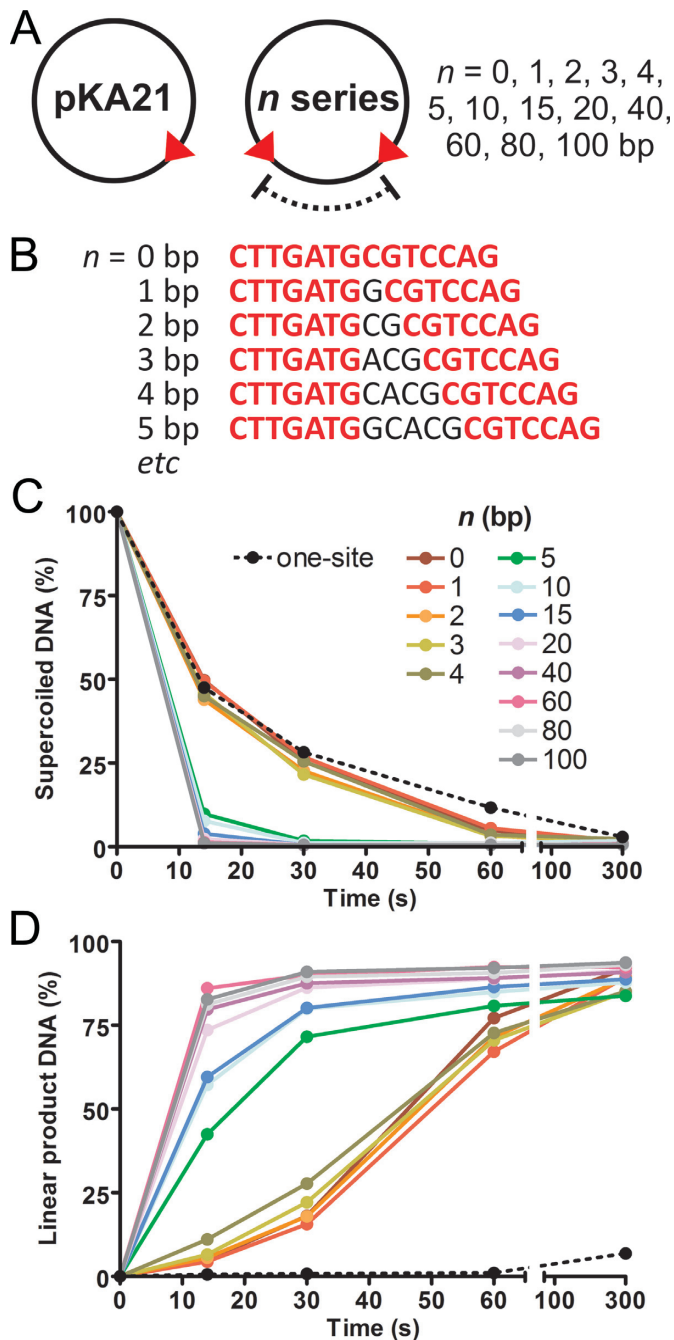 A
pKA21
n series
n = 0, 1, 2, 3, 4,
5, 10, 15, 20, 40,
60, 80, 100 bp
B
n = 0 bp CTTGATGCGTCCAG
1 bp CTTGATGGCGTCCAG
2 bp CTTGATGCGCGTCCAG
3 bp CTTGATGACGCGTCCAG
4 bp CTTGATGCACGCGTCCAG
5 bp CTTGATGGCACGCGTCCAG
etc
C
Supercoiled DNA (%)
100
75
50
25
0
one-site
n (bp)
0 5
1 10
2 15
3 20
4 40
60
80
100
0 10 20 30 40 50 60 100 300
Time (s)
D
Linear product DNA (%)
100
75
50
25
0
0 10 20 30 40 50 60 100 300
Time (s)